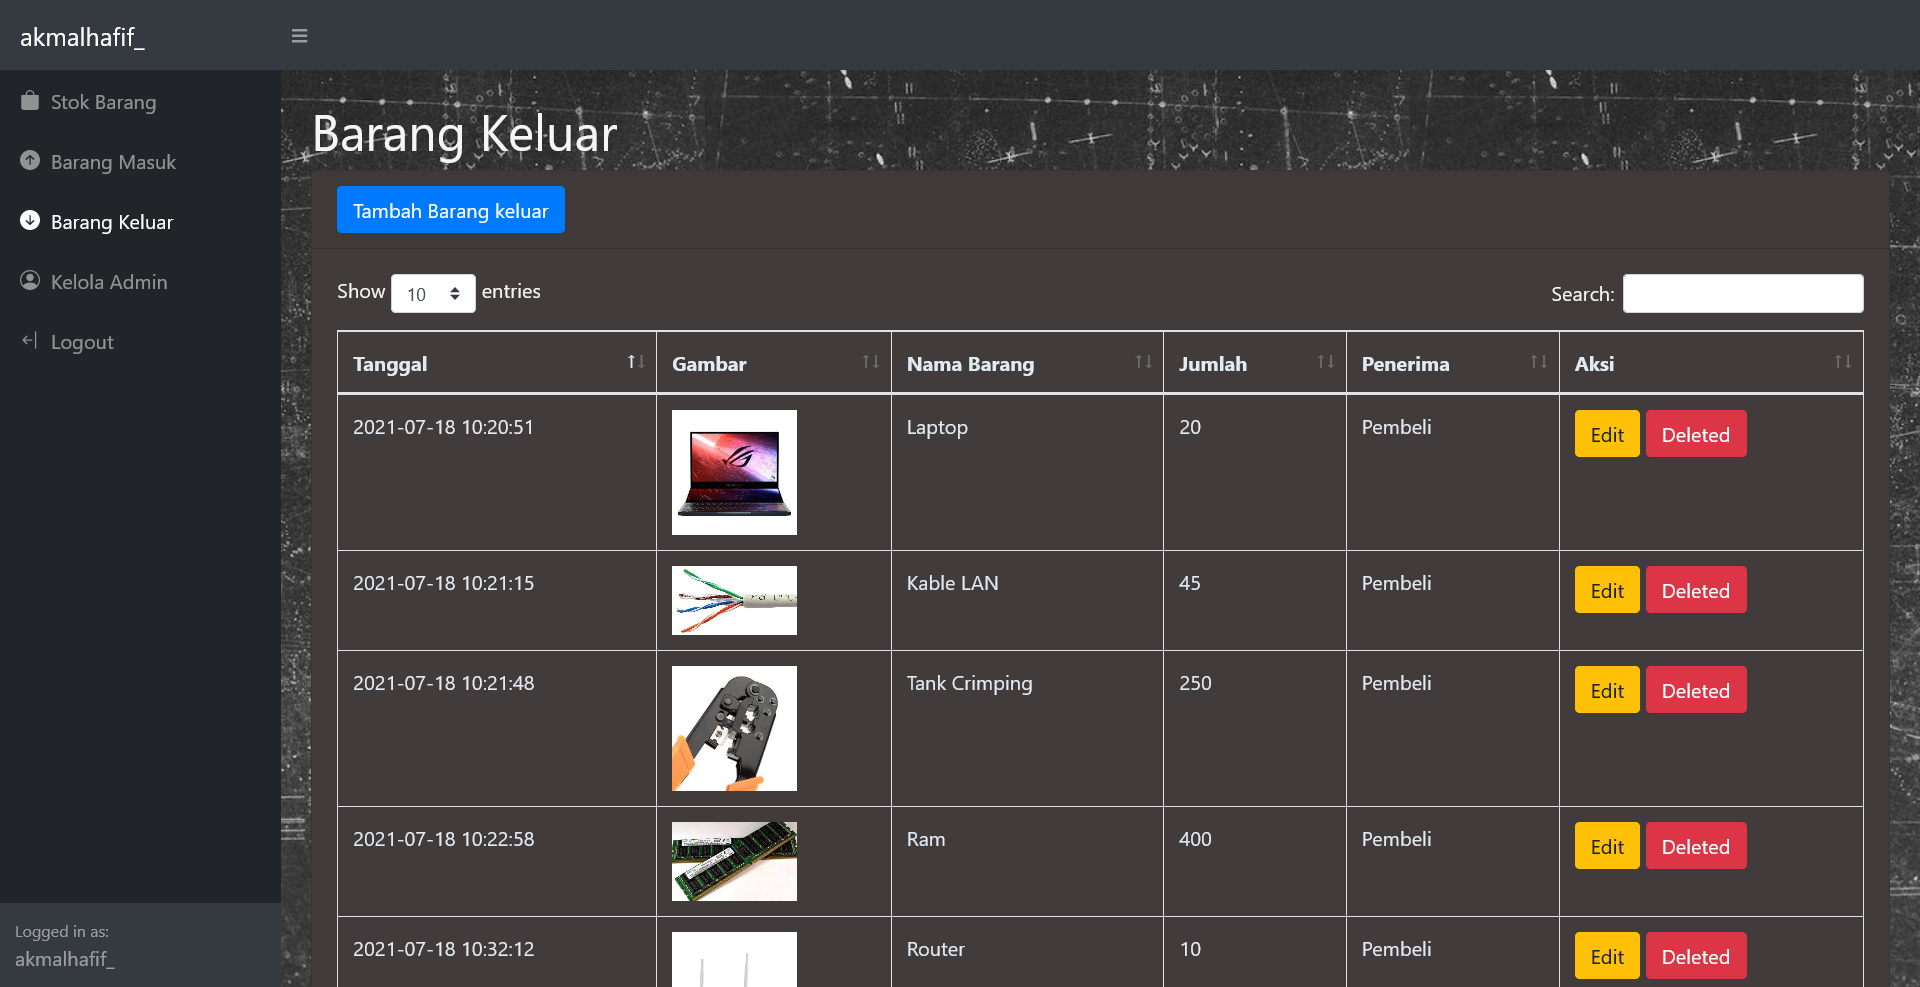 akmalhafif_
Stok Barang
Barang Masuk
Barang Keluar
Kelola Admin
Logout
Logged in as:
akmalhafif_
Barang Keluar
Tambah Barang keluar
Show 10 entries
Search:
Tanggal Gambar Nama Barang Jumlah Penerima Aksi
2021-07-18 10:20:51 Laptop 20 Pembeli Edit Deleted
2021-07-18 10:21:15 Kable LAN 45 Pembeli Edit Deleted
2021-07-18 10:21:48 Tank Crimping 250 Pembeli Edit Deleted
2021-07-18 10:22:58 Ram 400 Pembeli Edit Deleted
2021-07-18 10:32:12 Router 10 Pembeli Edit Deleted